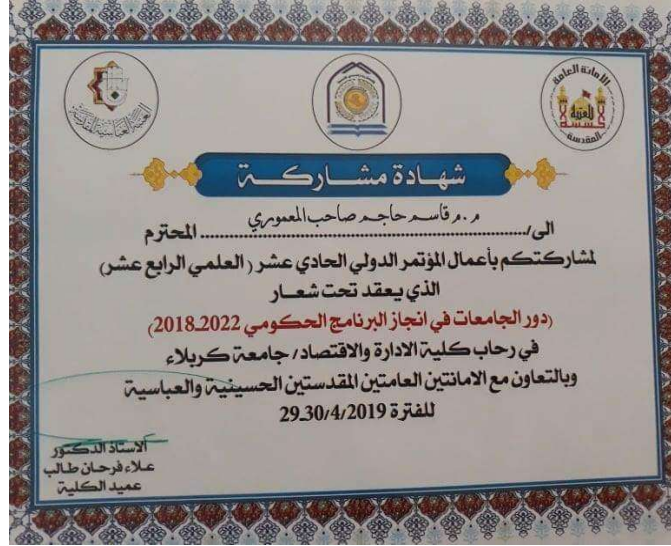 العتبة العباسية المقدسة
الأمانة العامة
للعتبة
المقدسة
شهادة مشاركة
م.م قاسم حاجم صاحب المعموري
الى/............................................ المحترم
لمشاركتكم بأعمال المؤتمر الدولي الحادي عشر ( العلمي الرابع عشر)
الذي يعقد تحت شعار
(دور الجامعات في انجاز البرنامج الحكومي 2022ـ2018)
في رحاب كلية الادارة والاقتصاد/ جامعة كربلاء
وبالتعاون مع الامانتين العامتين المقدستين الحسينية والعباسية
للفترة 29.30/4/2019
الاستاذ الدكتور
علاء فرحان طالب
عميد الكلية